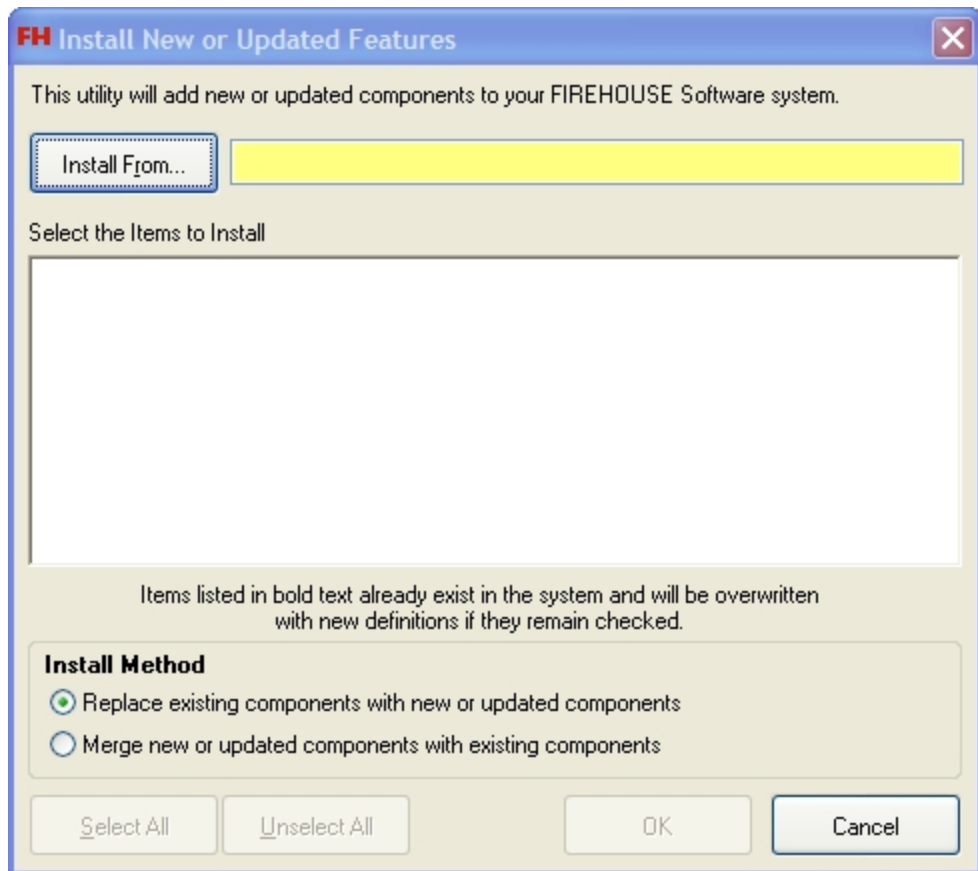 FH Install New or Updated Features
This utility will add new or updated components to your FIREHOUSE Software system.
Install From...
Select the Items to Install
Items listed in bold text already exist in the system and will be overwritten
with new definitions if they remain checked.
Install Method
Replace existing components with new or updated components
Merge new or updated components with existing components
Select All Unselect All OK Cancel